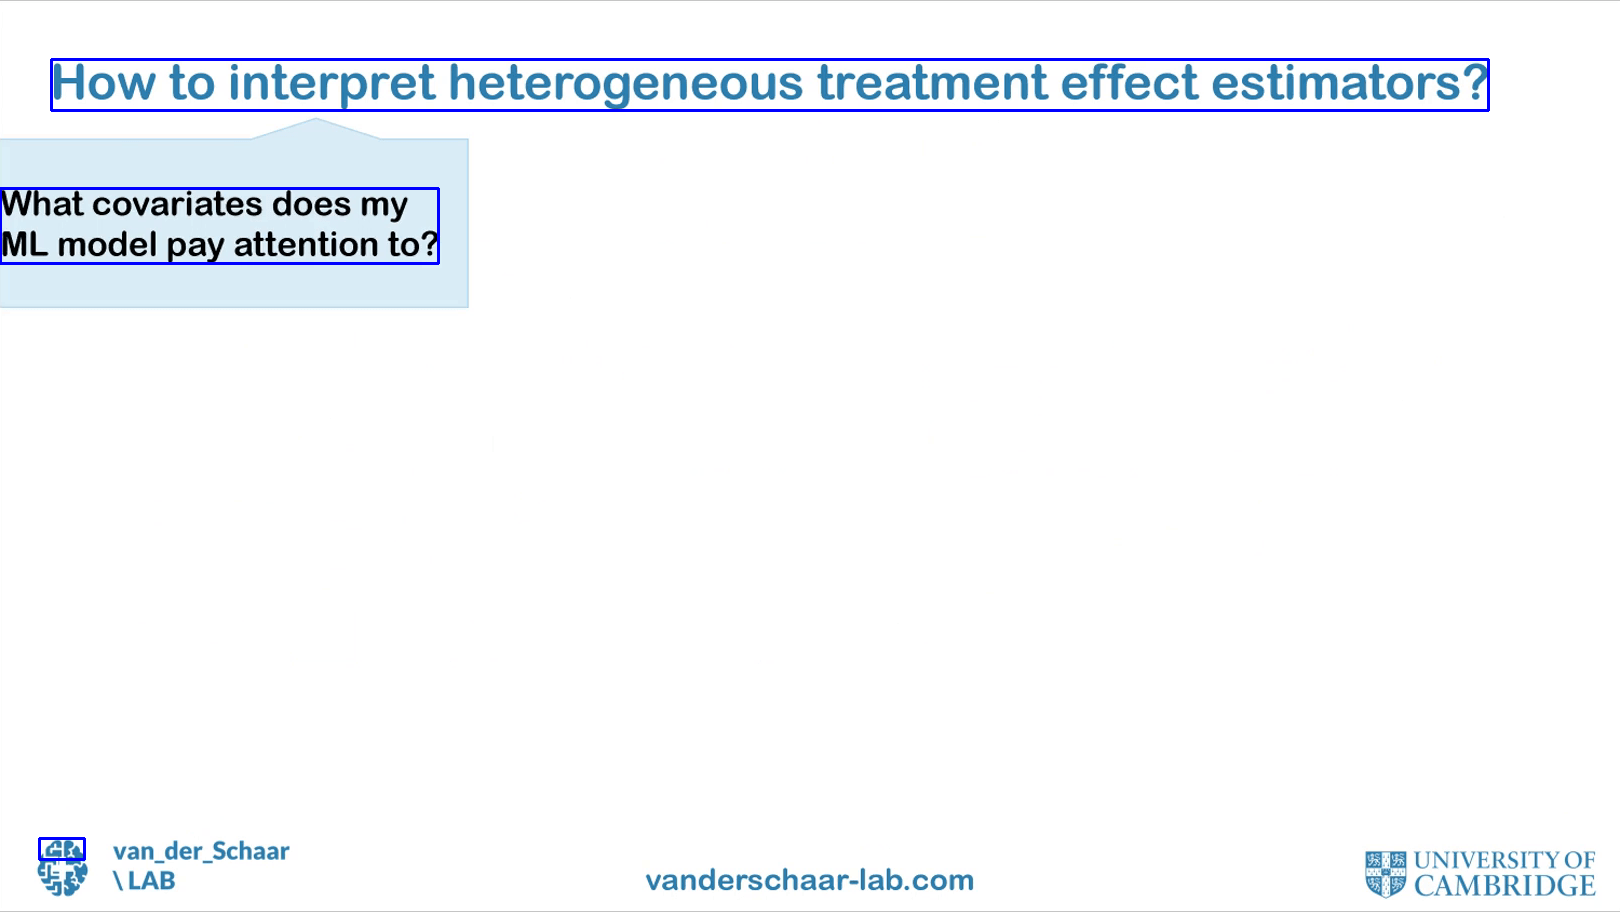 How to interpret heterogeneous treatment effect estimators?
What covariates does my
ML model pay attention to?
van_der_Schaar
\ LAB
vanderschaar-lab.com
UNIVERSITY OF
CAMBRIDGE